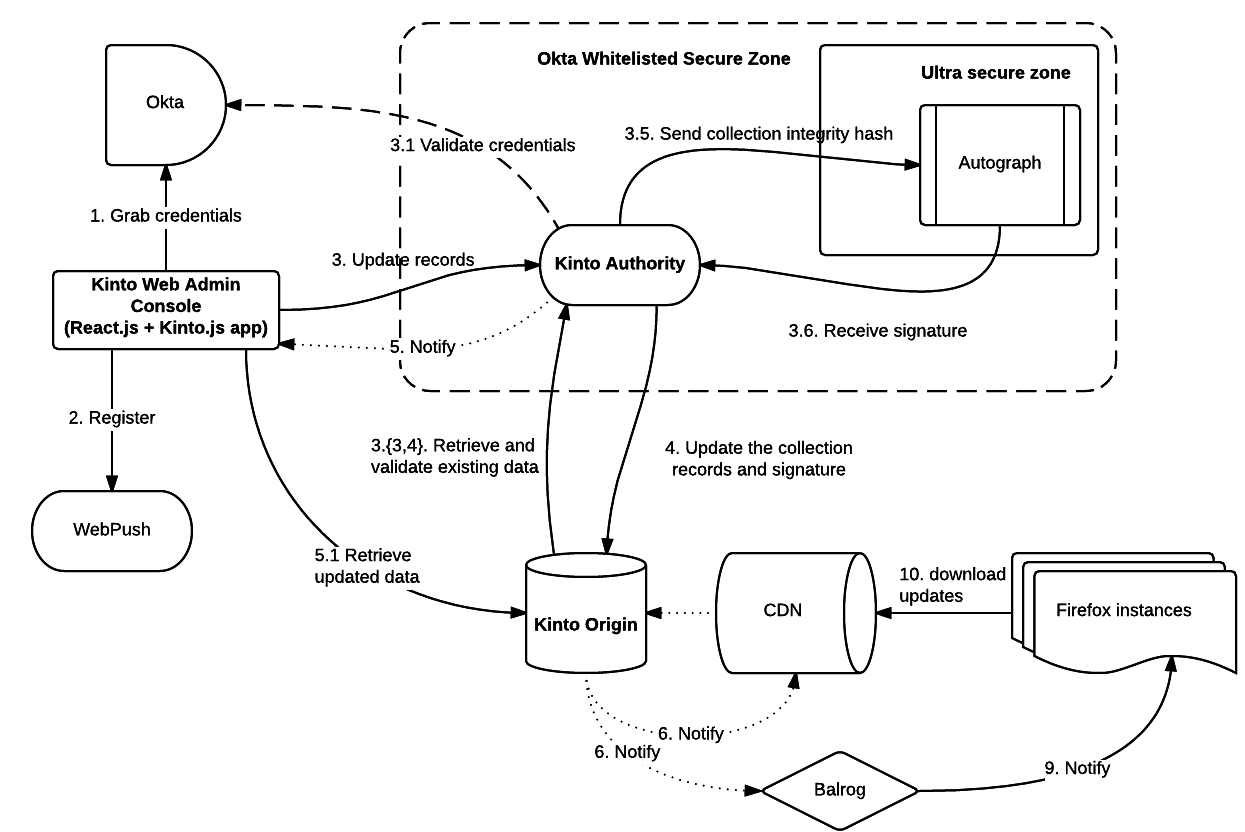 Okta Whitelisted Secure Zone
Ultra secure zone
Okta
3.5. Send collection integrity hash
3.1 Validate credentials
Autograph
1. Grab credentials
3. Update records
Kinto Authority
Kinto Web Admin
Console
(React.js + Kinto.js app)
3.6. Receive signature
5. Notify
2. Register
3.{3,4}. Retrieve and
validate existing data
4. Update the collection
records and signature
WebPush
5.1 Retrieve
updated data
10. download
updates
Kinto Origin
CDN
Firefox instances
6. Notify
6. Notify
9. Notify
Balrog